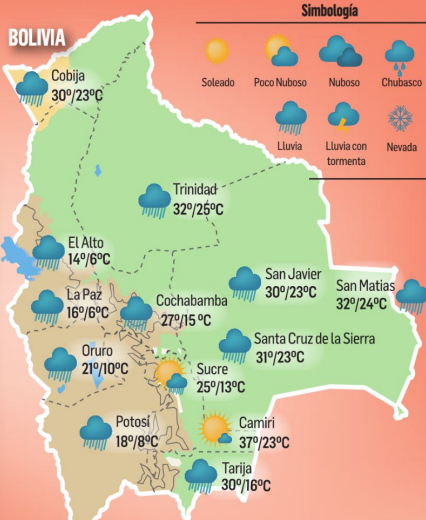 Simbología
BOLIVIA
Soleado
Poco Nuboso
Nuboso
Chubasco
Lluvia
Lluvia con
tormenta
Nevada
Cobija
30º/23ºC
Trinidad
32º/25ºC
El Alto
14º/6ºC
San Javier
30º/23ºC
San Matias
32º/24ºC
La Paz
16º/6ºC
Cochabamba
27º/15 ºC
Santa Cruz de la Sierra
31º/23ºC
Oruro
21º/10ºC
Sucre
25º/13ºC
Potosí
18º/8ºC
Camiri
37º/23ºC
Tarija
30º/16ºC